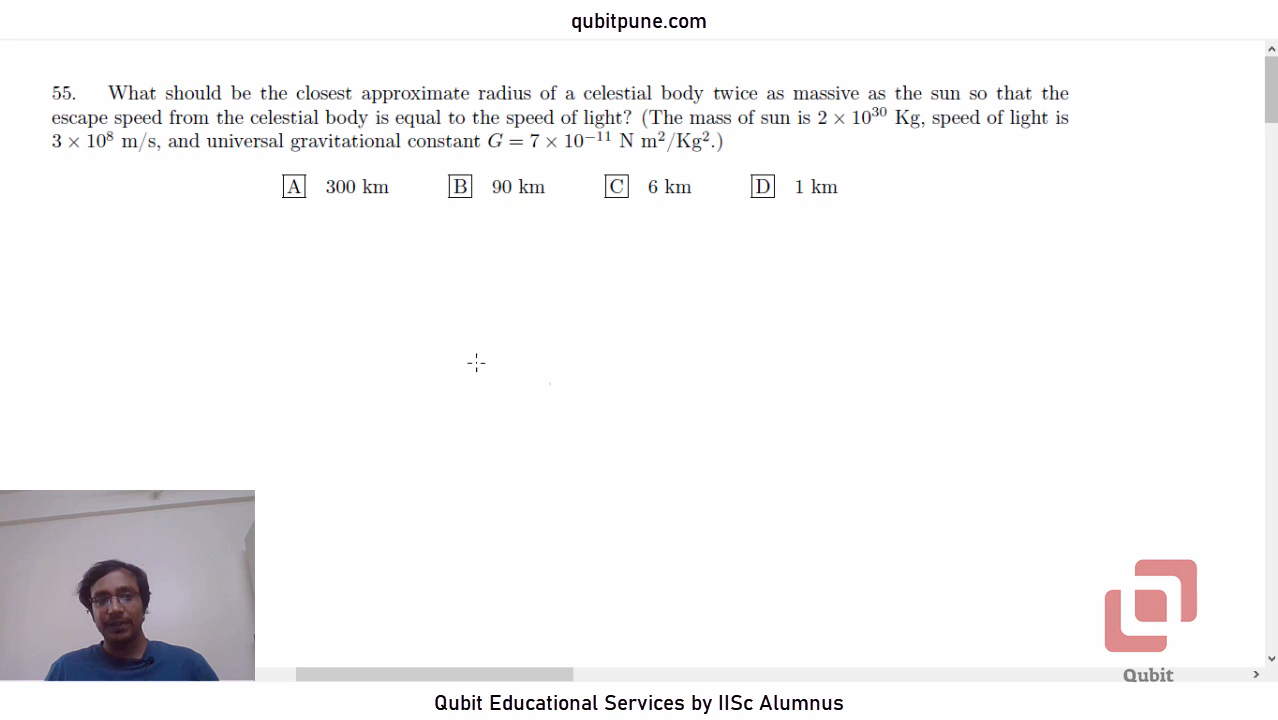 qubitpune.com
55. What should be the closest approximate radius of a celestial body twice as massive as the sun so that the
escape speed from the celestial body is equal to the speed of light? (The mass of sun is 2 × 10³⁰ Kg, speed of light is
3 × 10⁸ m/s, and universal gravitational constant G = 7 × 10⁻¹¹ N m²/Kg².)
A 300 km B 90 km C 6 km D 1 km
Qubit
Qubit Educational Services by IISc Alumnus